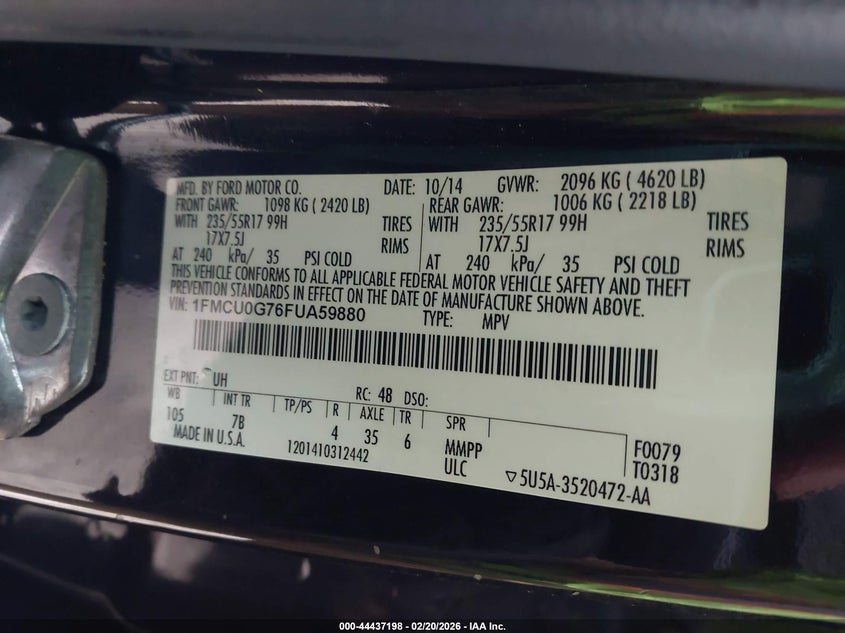 MFD. BY FORD MOTOR CO. DATE: 10/14 GVWR: 2096 KG ( 4620 LB)
FRONT GAWR: 1098 KG ( 2420 LB) REAR GAWR: 1006 KG ( 2218 LB)
WITH 235/55R17 99H TIRES WITH 235/55R17 99H TIRES
17X7.5J RIMS 17X7.5J RIMS
AT 240 kPa/ 35 PSI COLD AT 240 kPa/ 35 PSI COLD
THIS VEHICLE CONFORMS TO ALL APPLICABLE FEDERAL MOTOR VEHICLE SAFETY AND THEFT
PREVENTION STANDARDS IN EFFECT ON THE DATE OF MANUFACTURE SHOWN ABOVE.
VIN: 1FMCU0G76FUA59880 TYPE: MPV
EXT PNT: UH RC: 48 DSO:
WB INT TR TP/PS R AXLE TR SPR
105 7B 4 35 6 MMPP F0079
MADE IN U.S.A. 1201410312442 ULC T0318
▽5U5A-3520472-AA
000-44437198 - 02/20/2026 - IAA Inc.